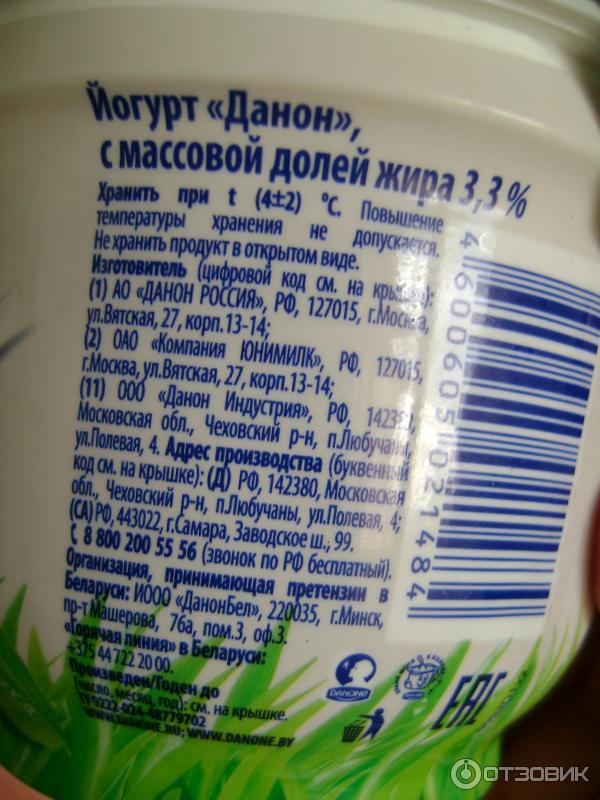 Йогурт «Данон»,
с массовой долей жира 3,3 %
Хранить при t (4±2) °С. Повышение
температуры хранения не допускается.
Не хранить продукт в открытом виде.
Изготовитель (цифровой код см. на крышке):
(1) АО «ДАНОН РОССИЯ», РФ, 127015, г.Москва,
ул.Вятская, 27, корп.13-14;
(2) ОАО «Компания ЮНИМИЛК», РФ, 127015,
г.Москва, ул.Вятская, 27, корп.13-14;
(11) ООО «Данон Индустрия», РФ, 142380,
Московская обл., Чеховский р-н, п.Любучаны,
ул.Полевая, 4. Адрес производства (буквенный
код см. на крышке): (Д) РФ, 142380, Московская
обл., Чеховский р-н, п.Любучаны, ул.Полевая, 4;
(СА) РФ, 443022, г.Самара, Заводское ш., 99.
С 8 800 200 55 56 (звонок по РФ бесплатный).
Организация, принимающая претензии в
Беларуси: ИООО «ДанонБел», 220035, г.Минск,
пр-т Машерова, 76а, пом.3, оф.3.
«Горячая линия» в Беларуси:
+375 44 722 20 00.
Произведен/Годен до
(число, месяц, год): см. на крышке.
ТУ 9222-024-48779702
WWW.DANONE.RU; WWW.DANONE.BY
4 600605 021484
DANONE
EAC
ОТЗОВИК